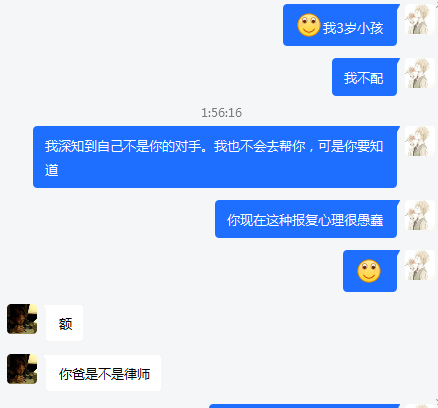 我3岁小孩
我不配
1:56:16
我深知到自己不是你的对手。我也不会去帮你，可是你要知
道
你现在这种报复心理很愚蠢
额
你爸是不是律师